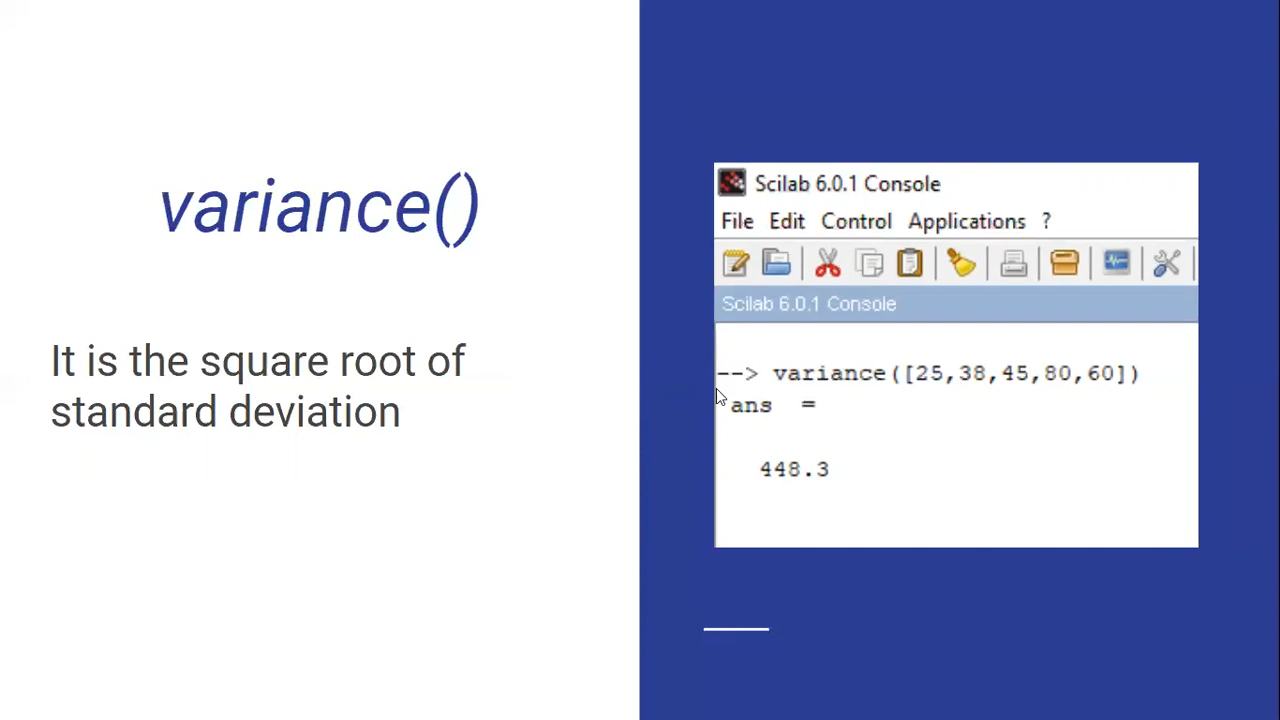 variance()
It is the square root of
standard deviation
Scilab 6.0.1 Console
File Edit Control Applications ?
Scilab 6.0.1 Console
--> variance([25,38,45,80,60])
ans =
448.3